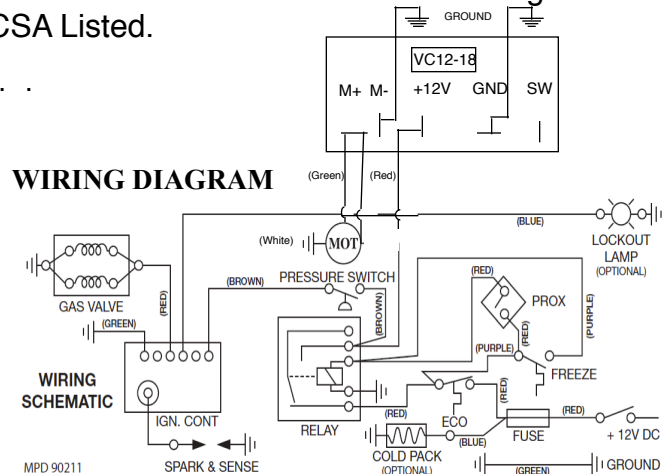 CSA Listed.
. .
GROUND
VC12-18
M+ M- +12V GND SW
WIRING DIAGRAM
(Green)
(Red)
(BLUE)
(White)
MOT
LOCKOUT
LAMP
(OPTIONAL)
PRESSURE SWITCH
(BROWN)
(RED)
GAS VALVE
(RED)
(BROWN)
PROX
(PURPLE)
(GREEN)
(PURPLE)
(RED)
FREEZE
WIRING
SCHEMATIC
IGN. CONT
RELAY
(RED)
(RED)
ECO
(BLUE)
FUSE
(RED)
+ 12V DC
COLD PACK
(OPTIONAL)
MPD 90211
SPARK & SENSE
(GREEN)
GROUND